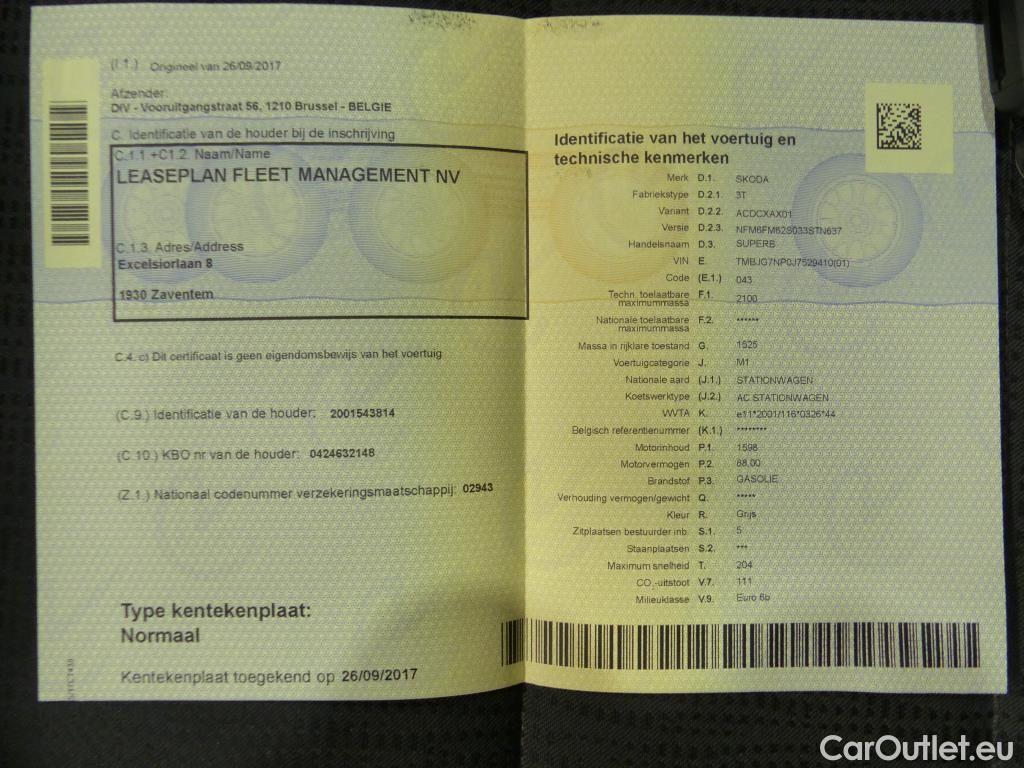 (I.1.) Origineel van 26/09/2017
Afzender:
DIV - Vooruitgangstraat 56, 1210 Brussel - BELGIE
C. Identificatie van de houder bij de inschrijving
C.1.1 +C1.2. Naam/Name
LEASEPLAN FLEET MANAGEMENT NV
C.1.3. Adres/Address
Excelsiorlaan 8
1930 Zaventem
C.4. c) Dit certificaat is geen eigendomsbewijs van het voertuig
(C.9.) Identificatie van de houder: 2001543814
(C.10.) KBO nr van de houder: 0424632148
(Z.1.) Nationaal codenummer verzekeringsmaatschappij: 02943
Type kentekenplaat:
Normaal
Kentekenplaat toegekend op 26/09/2017
Identificatie van het voertuig en
technische kenmerken
Merk D.1. SKODA
Fabriekstype D.2.1. 3T
Variant D.2.2. ACDCXAX01
Versie D.2.3. NFM6FM62S033STN637
Handelsnaam D.3. SUPERB
VIN E. TMBJG7NP0J7529410(01)
Code (E.1.) 043
Techn. toelaatbare
maximummassa F.1. 2100
Nationale toelaatbare
maximummassa F.2. ******
Massa in rijklare toestand G. 1525
Voertuigcategorie J. M1
Nationale aard (J.1.) STATIONWAGEN
Koetswerktype (J.2.) AC STATIONWAGEN
WVTA K. e11*2001/116*0326*44
Belgisch referentienummer (K.1.) ********
Motorinhoud P.1. 1598
Motorvermogen P.2. 88,00
Brandstof P.3. GASOLIE
Verhouding vermogen/gewicht Q. *****
Kleur R. Grijs
Zitplaatsen bestuurder inb. S.1. 5
Staanplaatsen S.2. ***
Maximum snelheid T. 204
CO2-uitstoot V.7. 111
Milieuklasse V.9. Euro 6b
CarOutlet.eu